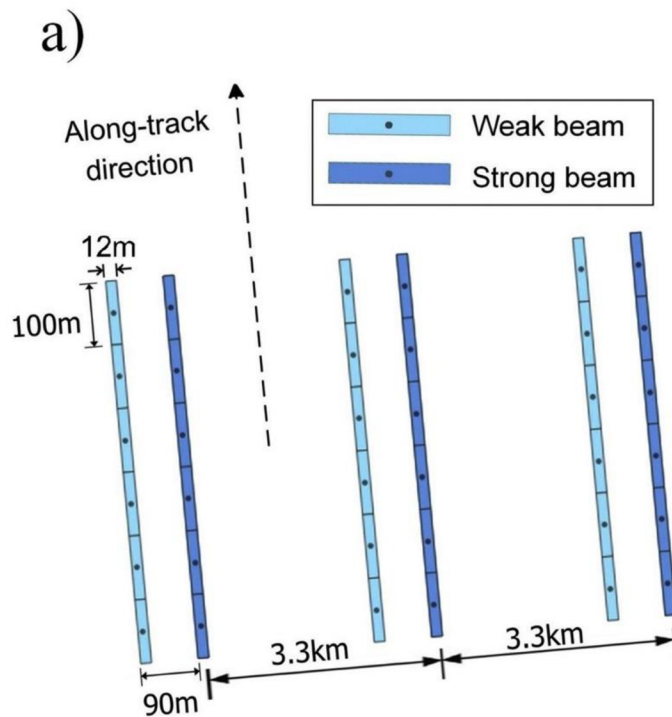 a)
Along-track
direction
Weak beam
Strong beam
12m
100m
3.3km
3.3km
90m